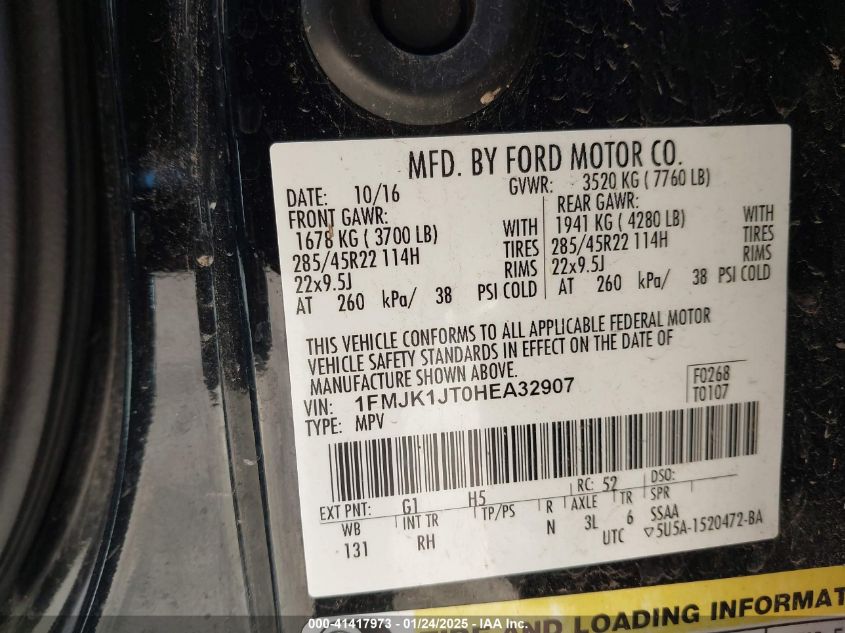 MFD. BY FORD MOTOR CO.
DATE: 10/16 GVWR: 3520 KG ( 7760 LB)
FRONT GAWR: REAR GAWR:
1678 KG ( 3700 LB) WITH 1941 KG ( 4280 LB) WITH
285/45R22 114H TIRES 285/45R22 114H TIRES
22x9.5J RIMS 22x9.5J RIMS
AT 260 kPa/ 38 PSI COLD AT 260 kPa/ 38 PSI COLD
THIS VEHICLE CONFORMS TO ALL APPLICABLE FEDERAL MOTOR
VEHICLE SAFETY STANDARDS IN EFFECT ON THE DATE OF
MANUFACTURE SHOWN ABOVE.
VIN: 1FMJK1JT0HEA32907 F0268
TYPE: MPV T0107
EXT PNT: G1 H5 RC: 52 DSO:
WB INT TR TP/PS R AXLE TR SPR
131 RH N 3L 6 SSAA
UTC ▽5U5A-1520472-BA
AND LOADING INFORMAT
000-41417973 — 01/24/2025 — IAA Inc.